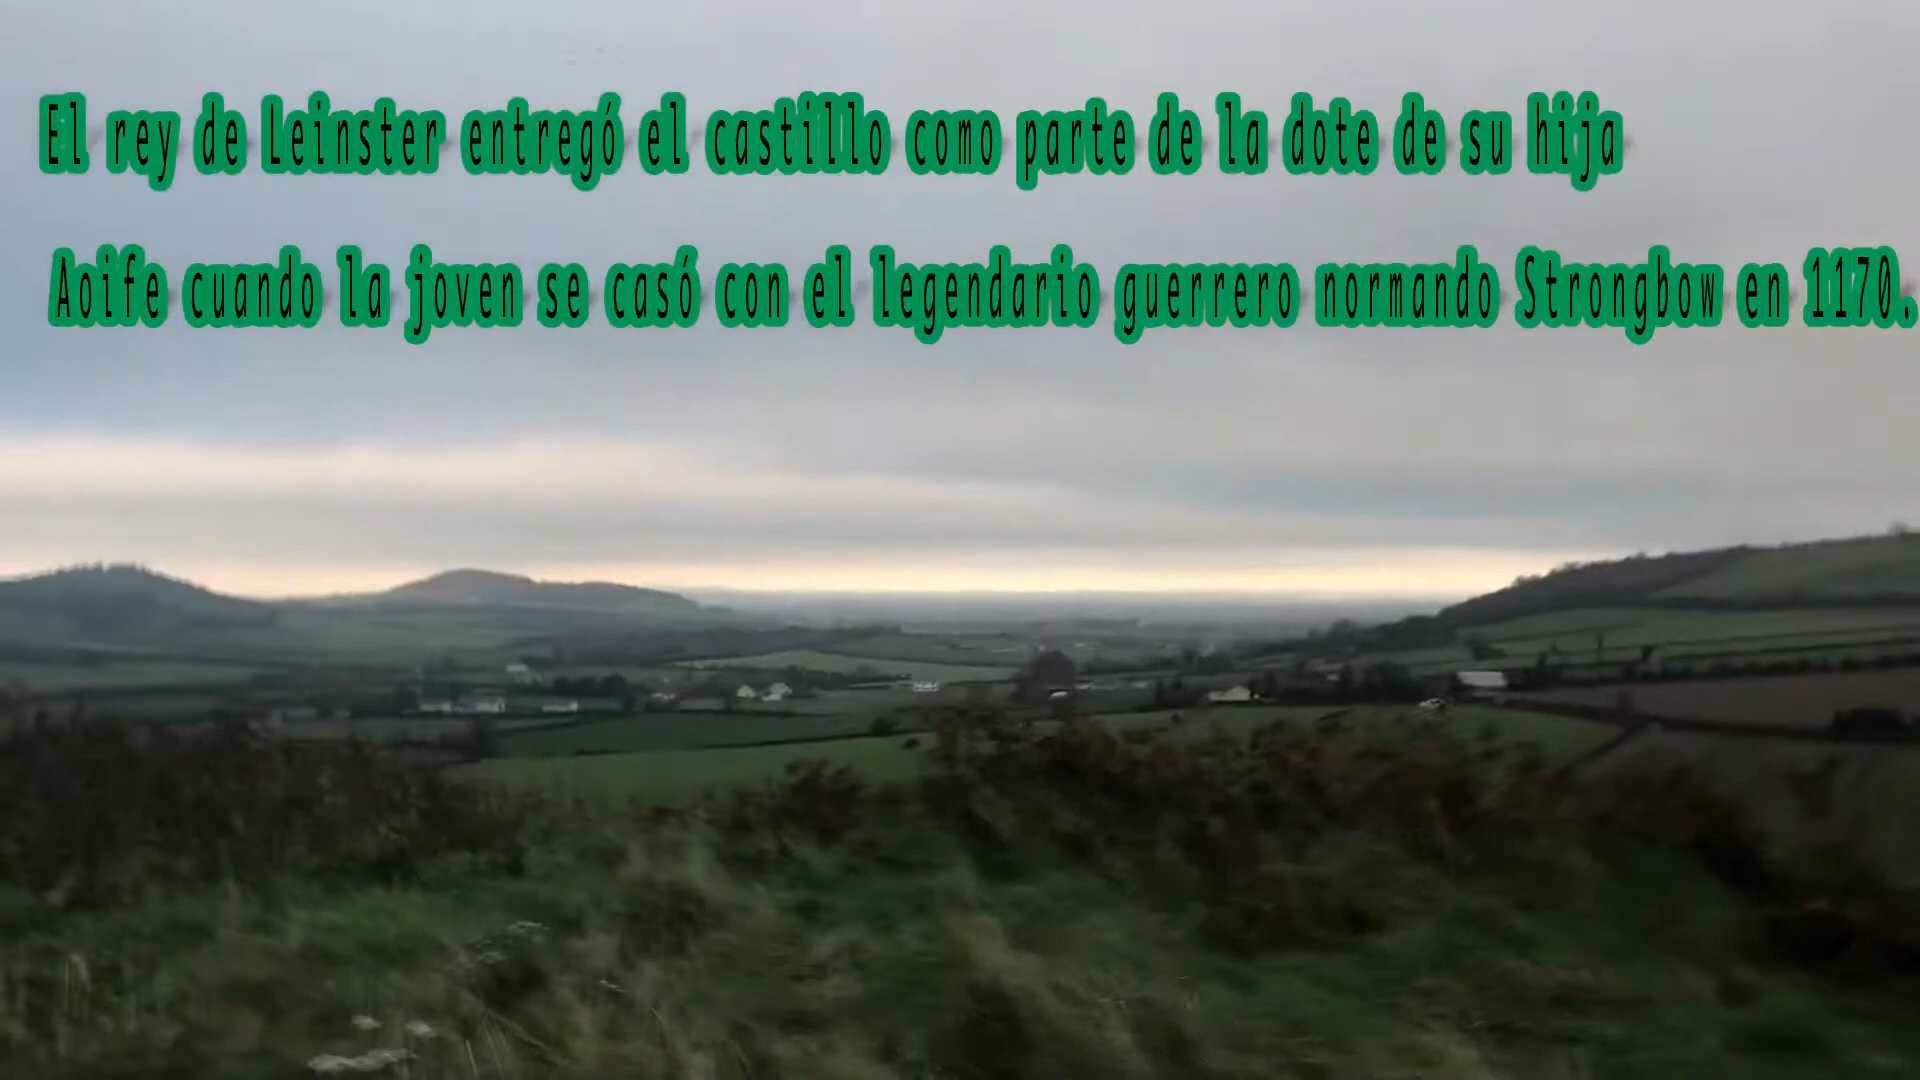 El rey de Leinster entregó el castillo como parte de la dote de su hija
Aoife cuando la joven se casó con el legendario guerrero normando Strongbow en 1170.